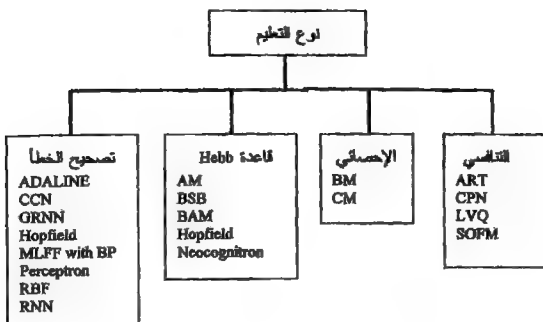 نوع التعليم
تصحيح الخطأ
ADALINE
CCN
GRNN
Hopfield
MLFF with BP
Perceptron
RBF
RNN
قاعدة Hebb
AM
BSB
BAM
Hopfield
Neocognitron
الإحصائي
BM
CM
التنافسي
ART
CPN
LVQ
SOFM